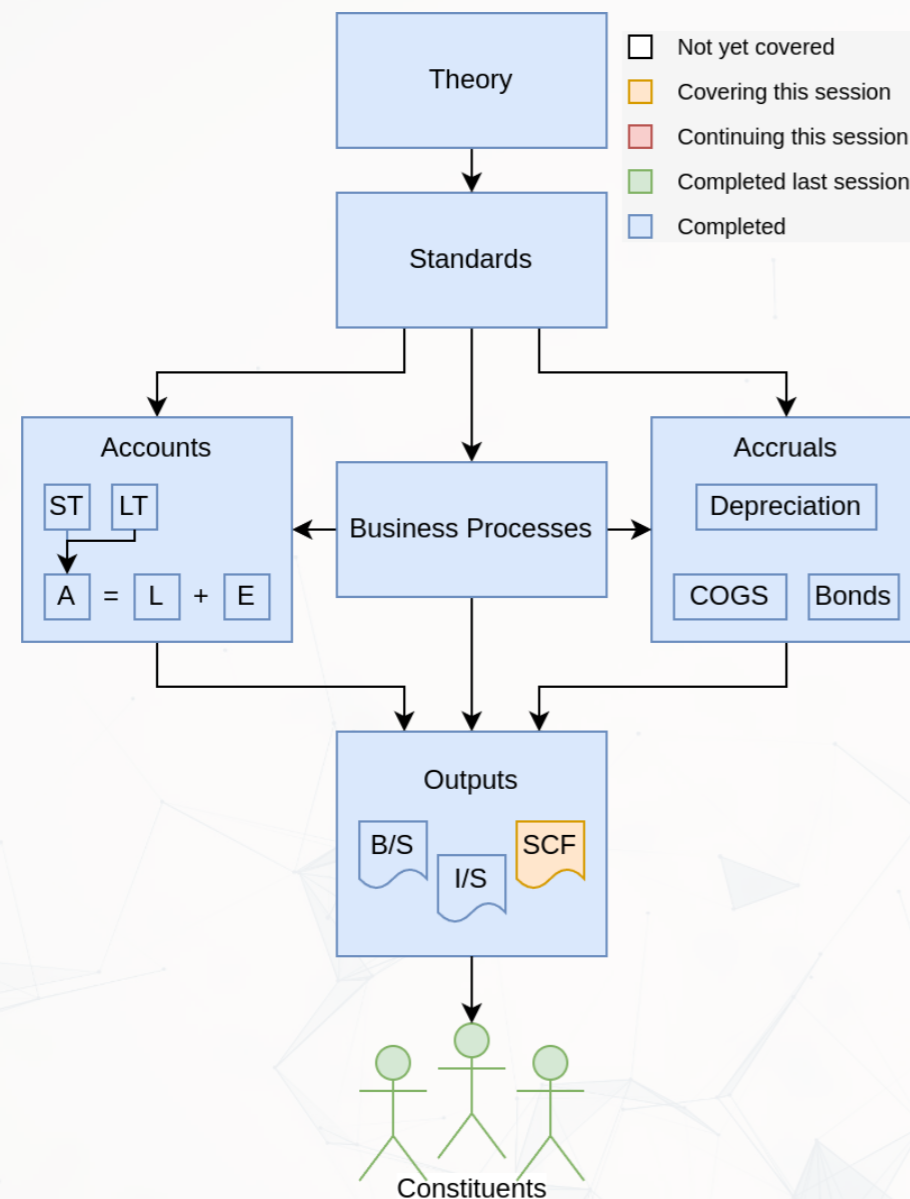 Theory
Not yet covered
Covering this session
Continuing this session
Completed last session
Completed
Standards
Accounts
ST LT
A = L + E
Business Processes
Accruals
Depreciation
COGS Bonds
Outputs
B/S
I/S
SCF
Constituents